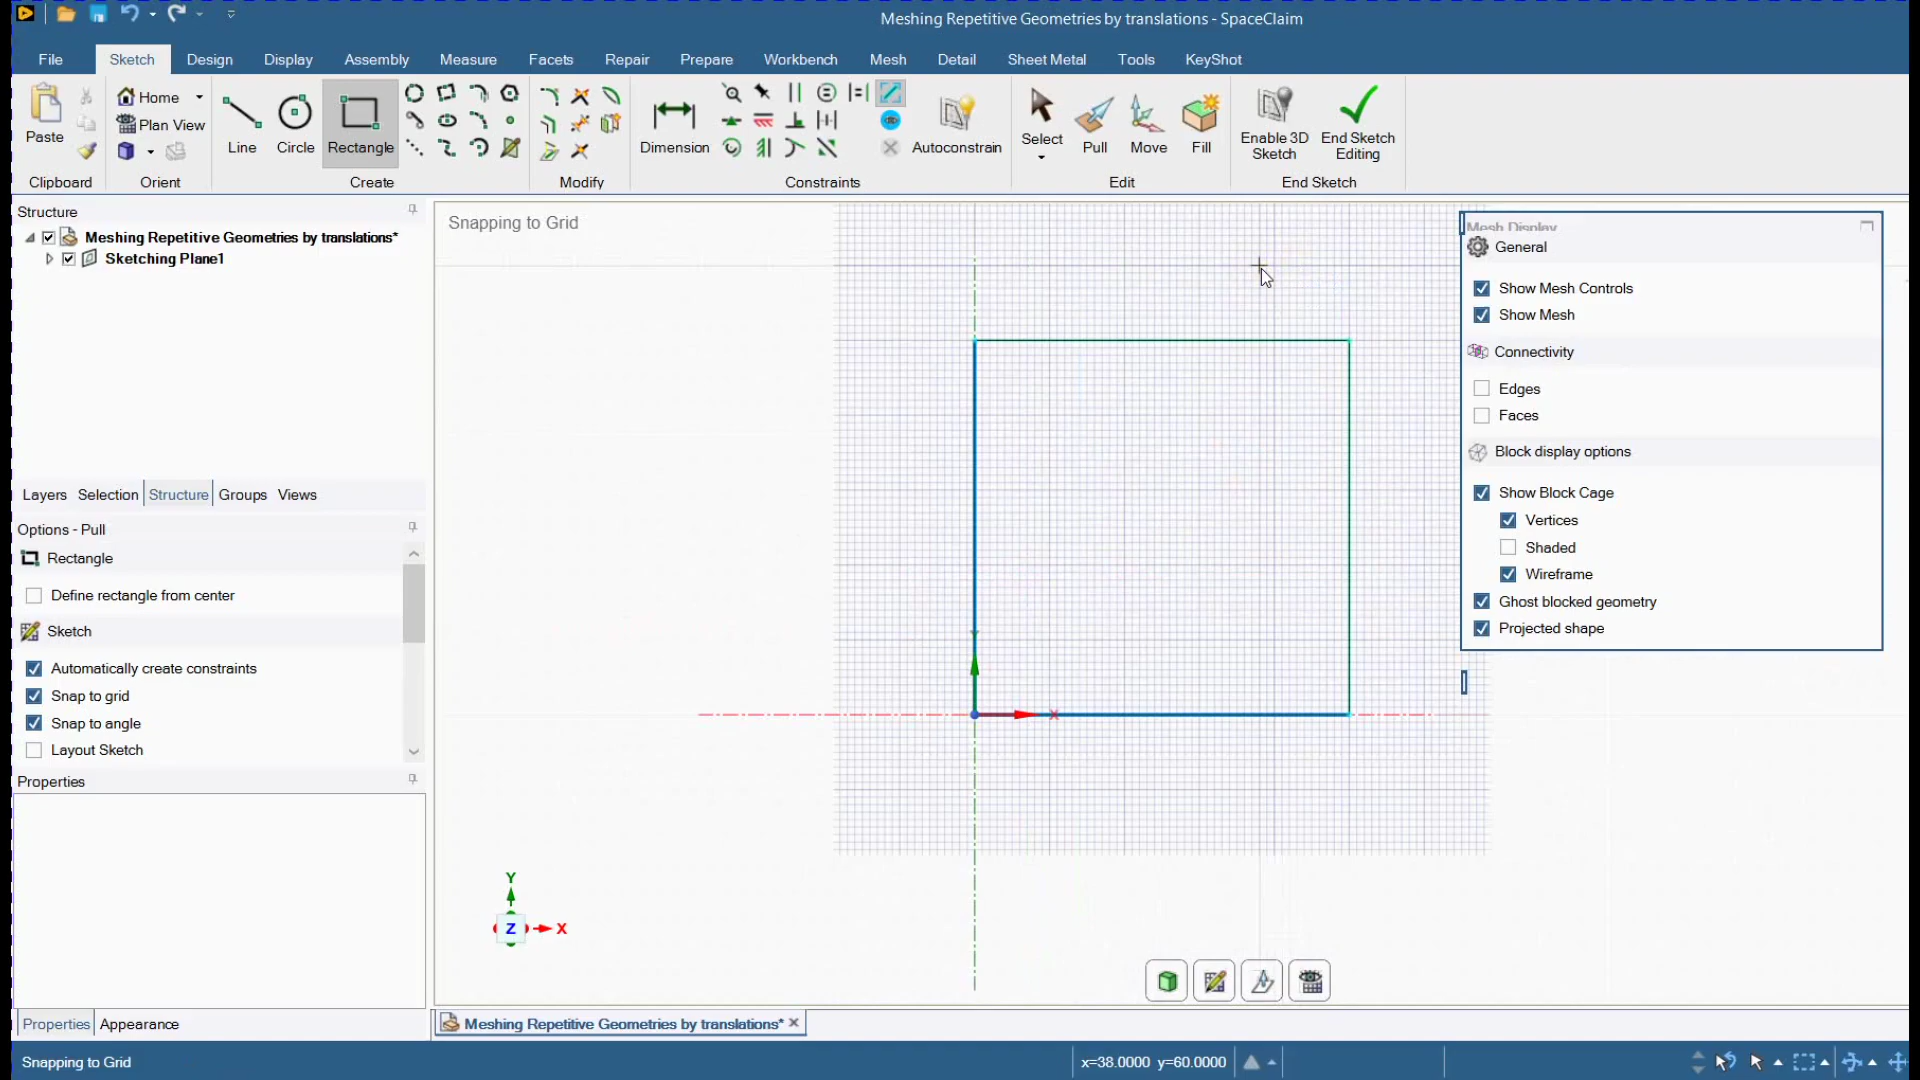 Meshing Repetitive Geometries by translations - SpaceClaim
File Sketch Design Display Assembly Measure Facets Repair Prepare Workbench Mesh Detail Sheet Metal Tools KeyShot
Paste
Home
Plan View
Line
Circle
Rectangle
Dimension
Autoconstrain
Select
Pull
Move
Fill
Enable 3D
Sketch
End Sketch
Editing
Clipboard Orient Create Modify Constraints Edit End Sketch
Structure
Meshing Repetitive Geometries by translations*
Sketching Plane1
Layers Selection Structure Groups Views
Options - Pull
Rectangle
Define rectangle from center
Sketch
Automatically create constraints
Snap to grid
Snap to angle
Layout Sketch
Properties
Properties Appearance
Snapping to Grid
Y
X
Y
Z X
Mesh Display
General
Show Mesh Controls
Show Mesh
Connectivity
Edges
Faces
Block display options
Show Block Cage
Vertices
Shaded
Wireframe
Ghost blocked geometry
Projected shape
Meshing Repetitive Geometries by translations*
Snapping to Grid
x=38.0000 y=60.0000